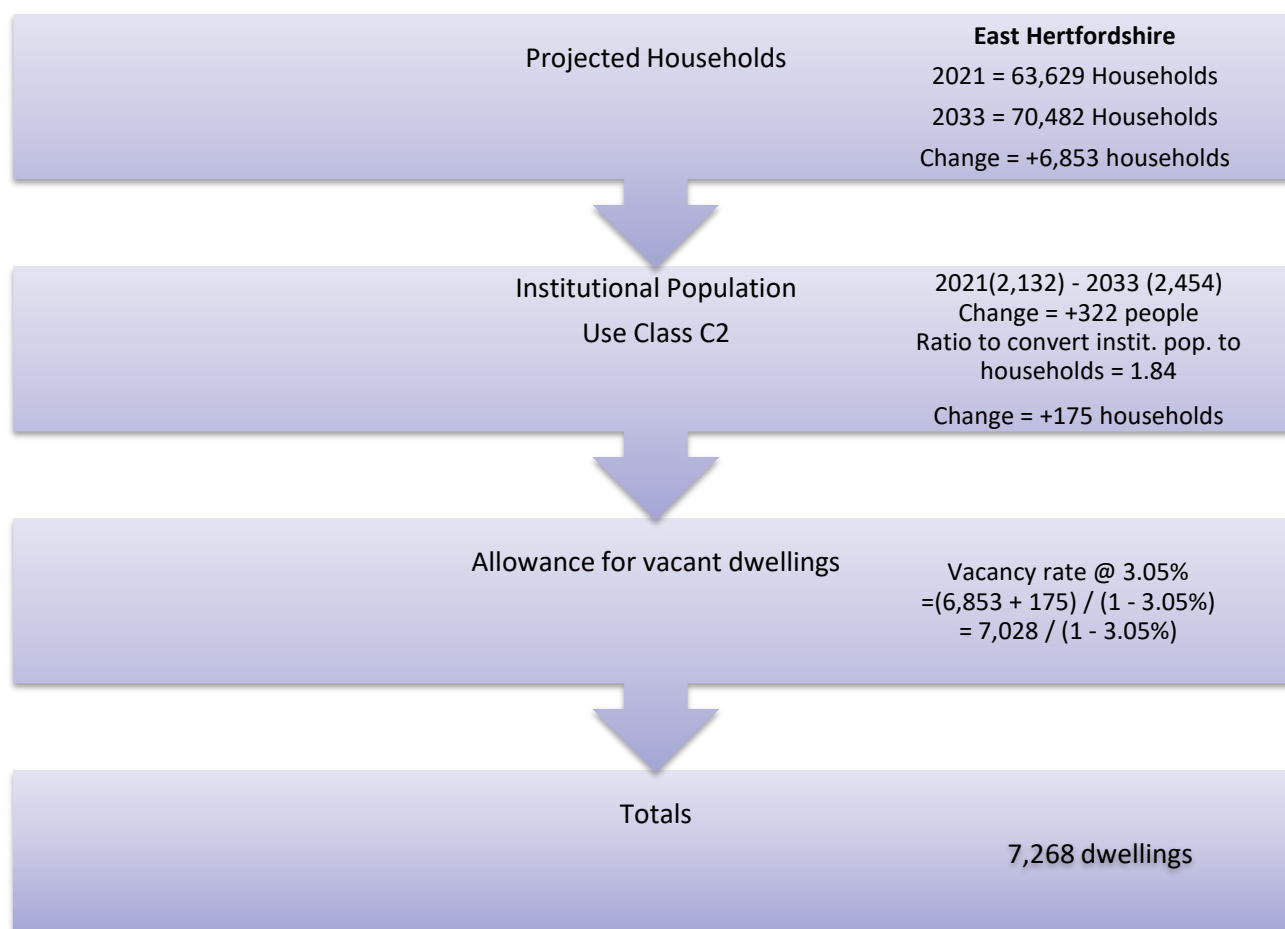 Projected Households
East Hertfordshire
2021 = 63,629 Households
2033 = 70,482 Households
Change = +6,853 households
Institutional Population
Use Class C2
2021(2,132) - 2033 (2,454)
Change = +322 people
Ratio to convert instit. pop. to
households = 1.84
Change = +175 households
Allowance for vacant dwellings
Vacancy rate @ 3.05%
=(6,853 + 175) / (1 - 3.05%)
= 7,028 / (1 - 3.05%)
Totals
7,268 dwellings